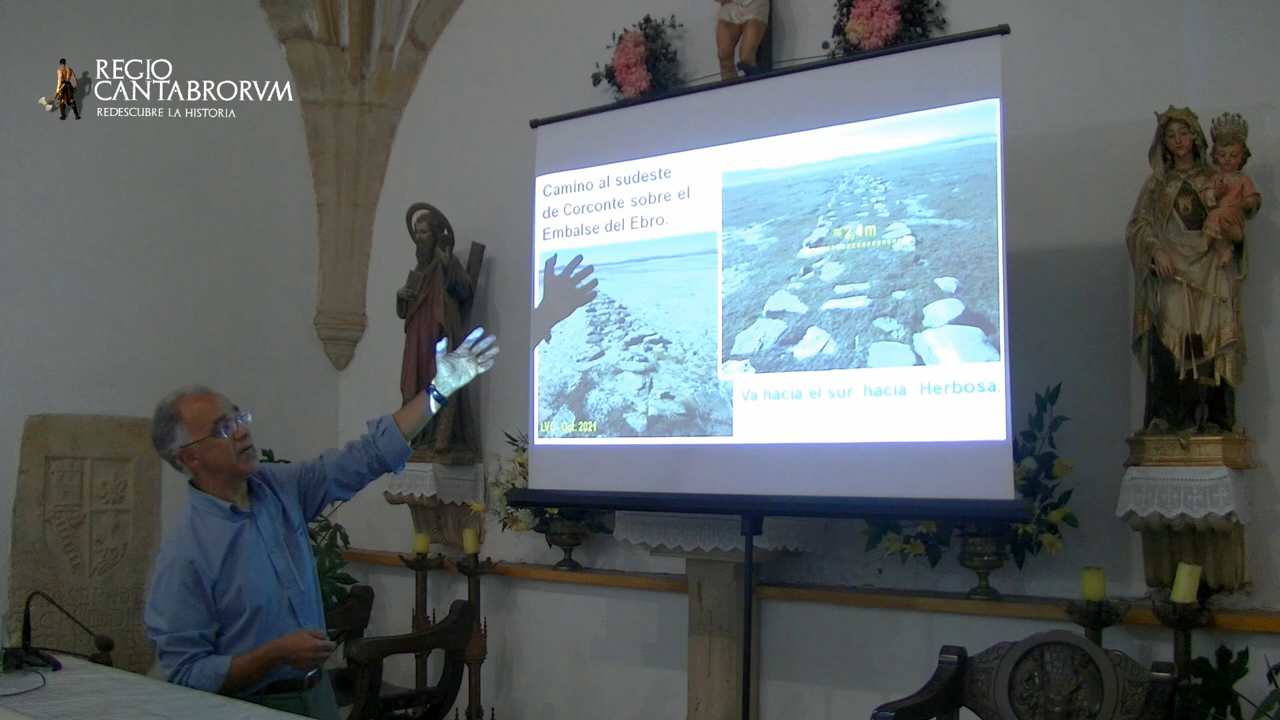 REGIO
CANTABRORVM
REDESCUBRE LA HISTORIA
Camino al sudeste
de Corconte sobre el
Embalse del Ebro.
≈2,4m
LVC - Oct. 2021
Va hacia el sur hacia Herbosa.